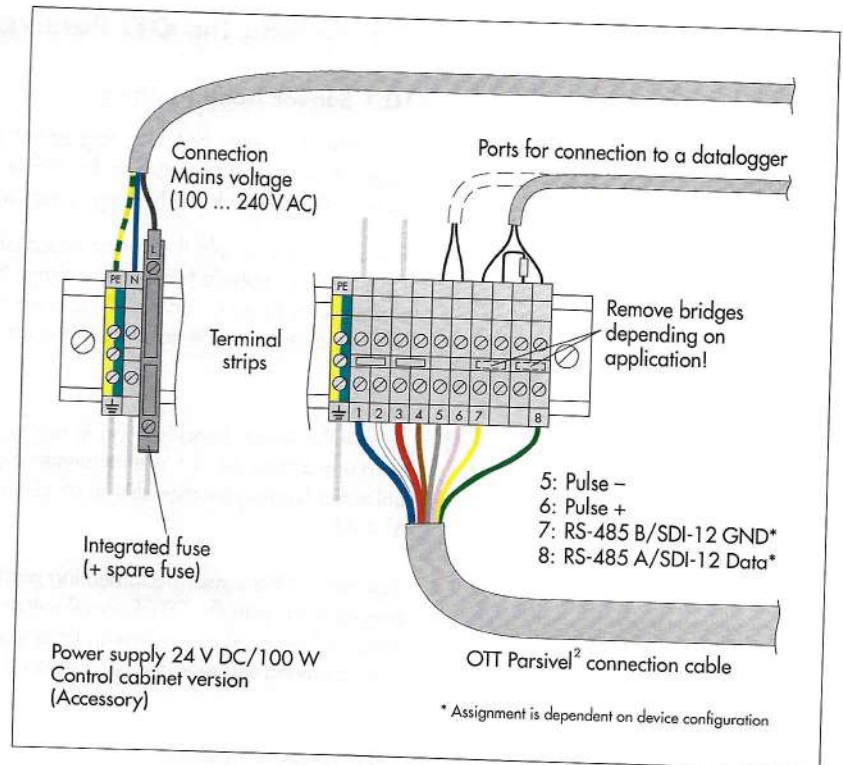 Connection
Mains voltage
(100 ... 240 V AC)
Ports for connection to a datalogger
L
PE N
PE
Terminal
strips
Remove bridges
depending on
application!
1 2 3 4 5 6 7 8
5: Pulse –
6: Pulse +
7: RS-485 B/SDI-12 GND*
8: RS-485 A/SDI-12 Data*
Integrated fuse
(+ spare fuse)
Power supply 24 V DC/100 W
Control cabinet version
(Accessory)
OTT Parsivel² connection cable
* Assignment is dependent on device configuration